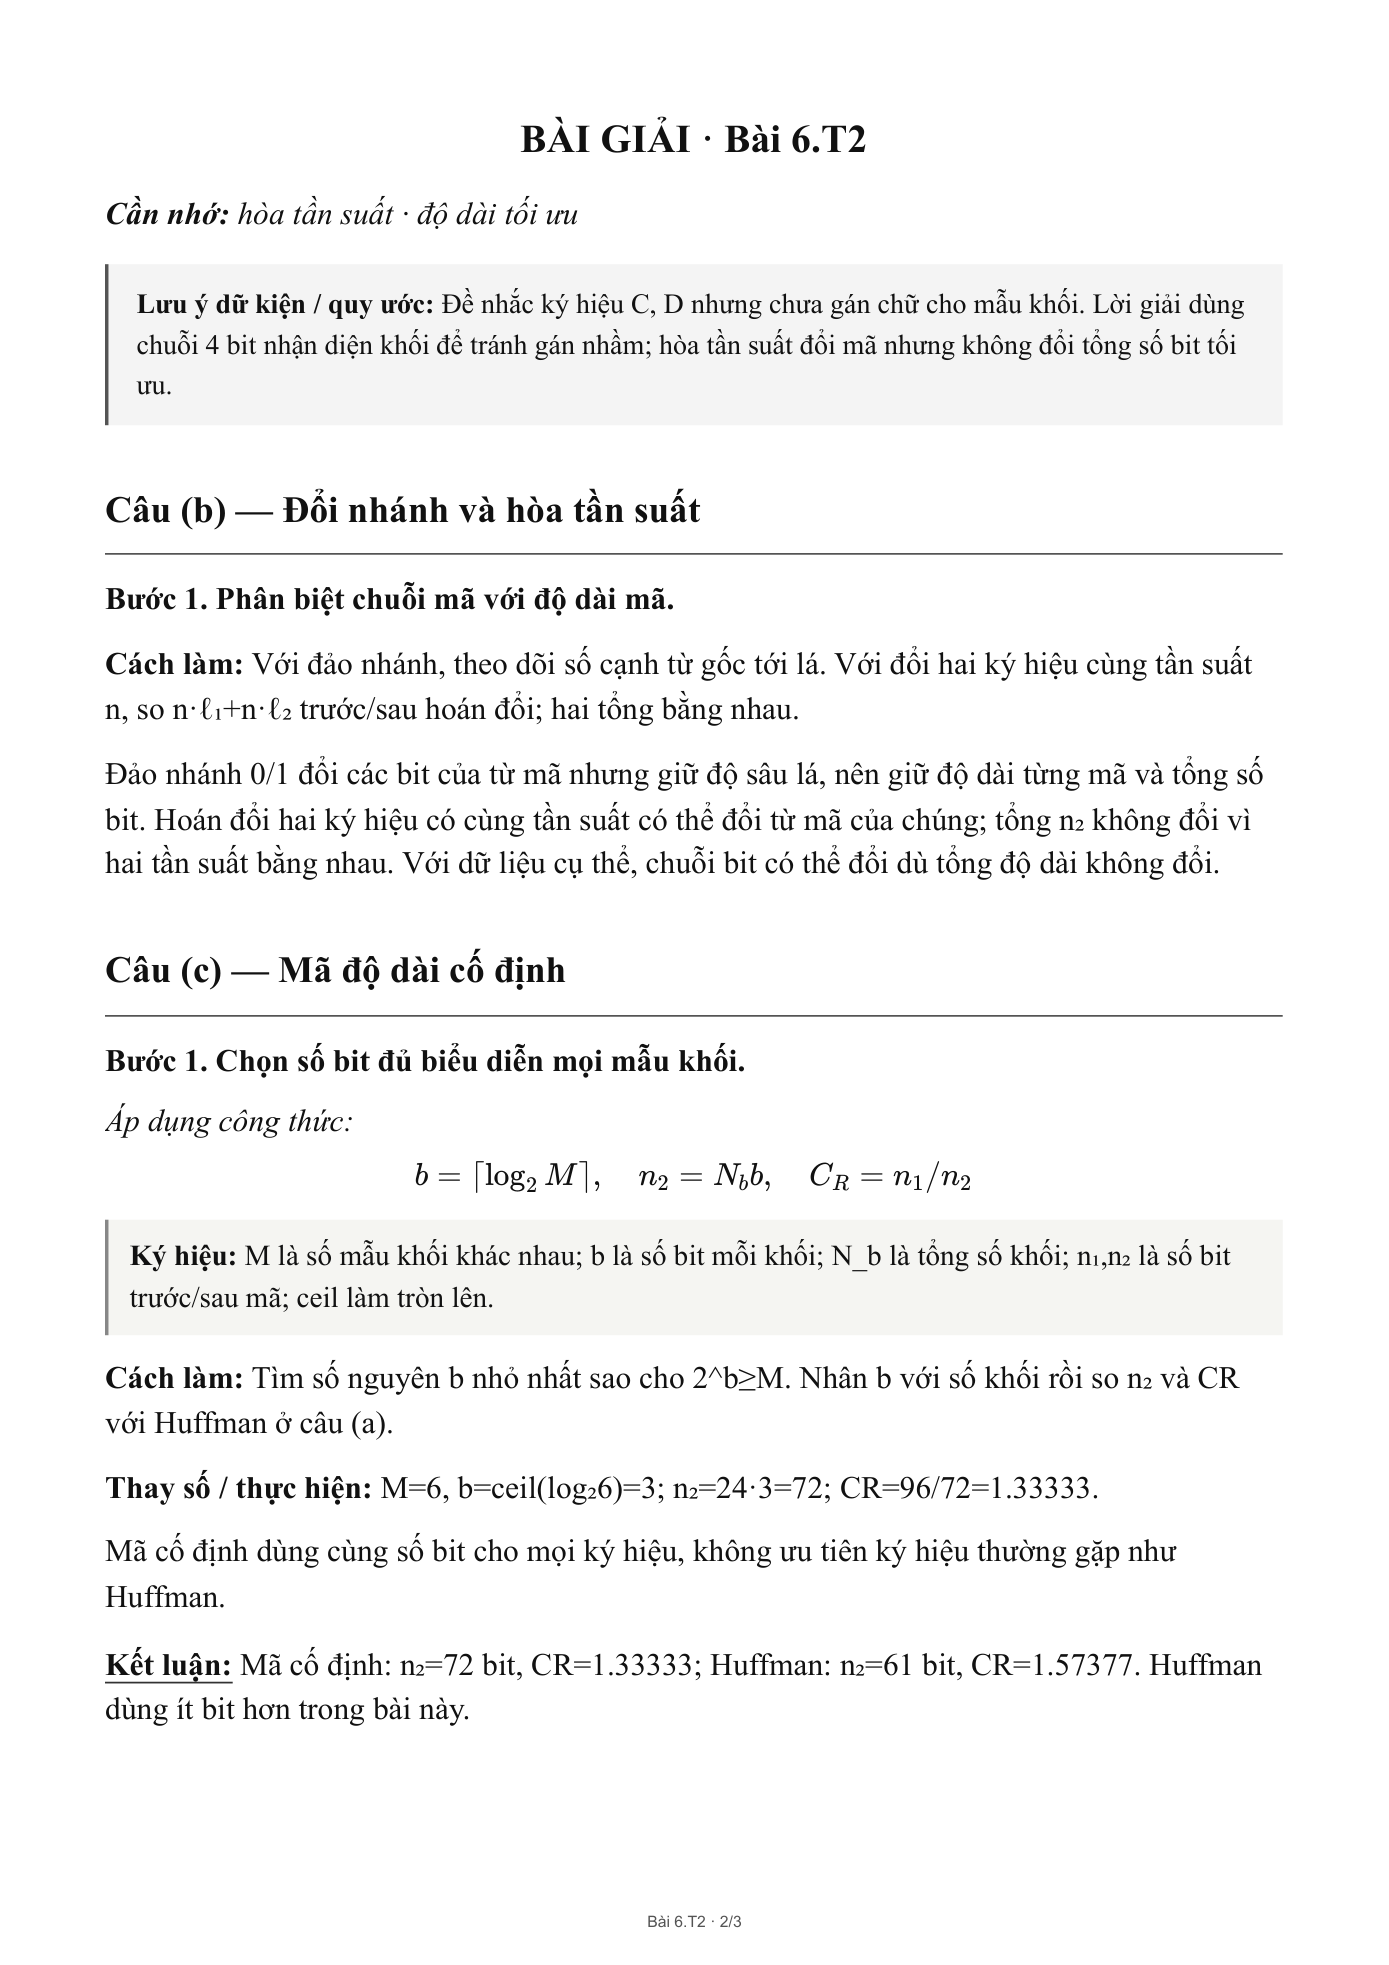 BÀI GIẢI · Bài 6.T2
Cần nhớ: hòa tần suất · độ dài tối ưu
Lưu ý dữ kiện / quy ước: Đề nhắc ký hiệu C, D nhưng chưa gán chữ cho mẫu khối. Lời giải dùng
chuỗi 4 bit nhận diện khối để tránh gán nhầm; hòa tần suất đổi mã nhưng không đổi tổng số bit tối
ưu.
Câu (b) — Đổi nhánh và hòa tần suất
Bước 1. Phân biệt chuỗi mã với độ dài mã.
Cách làm: Với đảo nhánh, theo dõi số cạnh từ gốc tới lá. Với đổi hai ký hiệu cùng tần suất
n, so n·ℓ₁+n·ℓ₂ trước/sau hoán đổi; hai tổng bằng nhau.
Đảo nhánh 0/1 đổi các bit của từ mã nhưng giữ độ sâu lá, nên giữ độ dài từng mã và tổng số
bit. Hoán đổi hai ký hiệu có cùng tần suất có thể đổi từ mã của chúng; tổng n₂ không đổi vì
hai tần suất bằng nhau. Với dữ liệu cụ thể, chuỗi bit có thể đổi dù tổng độ dài không đổi.
Câu (c) — Mã độ dài cố định
Bước 1. Chọn số bit đủ biểu diễn mọi mẫu khối.
Áp dụng công thức:
b = ⌈log₂ M⌉, n₂ = N_b b, C_R = n₁/n₂
Ký hiệu: M là số mẫu khối khác nhau; b là số bit mỗi khối; N_b là tổng số khối; n₁,n₂ là số bit
trước/sau mã; ceil làm tròn lên.
Cách làm: Tìm số nguyên b nhỏ nhất sao cho 2^b≥M. Nhân b với số khối rồi so n₂ và CR
với Huffman ở câu (a).
Thay số / thực hiện: M=6, b=ceil(log₂6)=3; n₂=24·3=72; CR=96/72=1.33333.
Mã cố định dùng cùng số bit cho mọi ký hiệu, không ưu tiên ký hiệu thường gặp như
Huffman.
Kết luận: Mã cố định: n₂=72 bit, CR=1.33333; Huffman: n₂=61 bit, CR=1.57377. Huffman
dùng ít bit hơn trong bài này.
Bài 6.T2 · 2/3